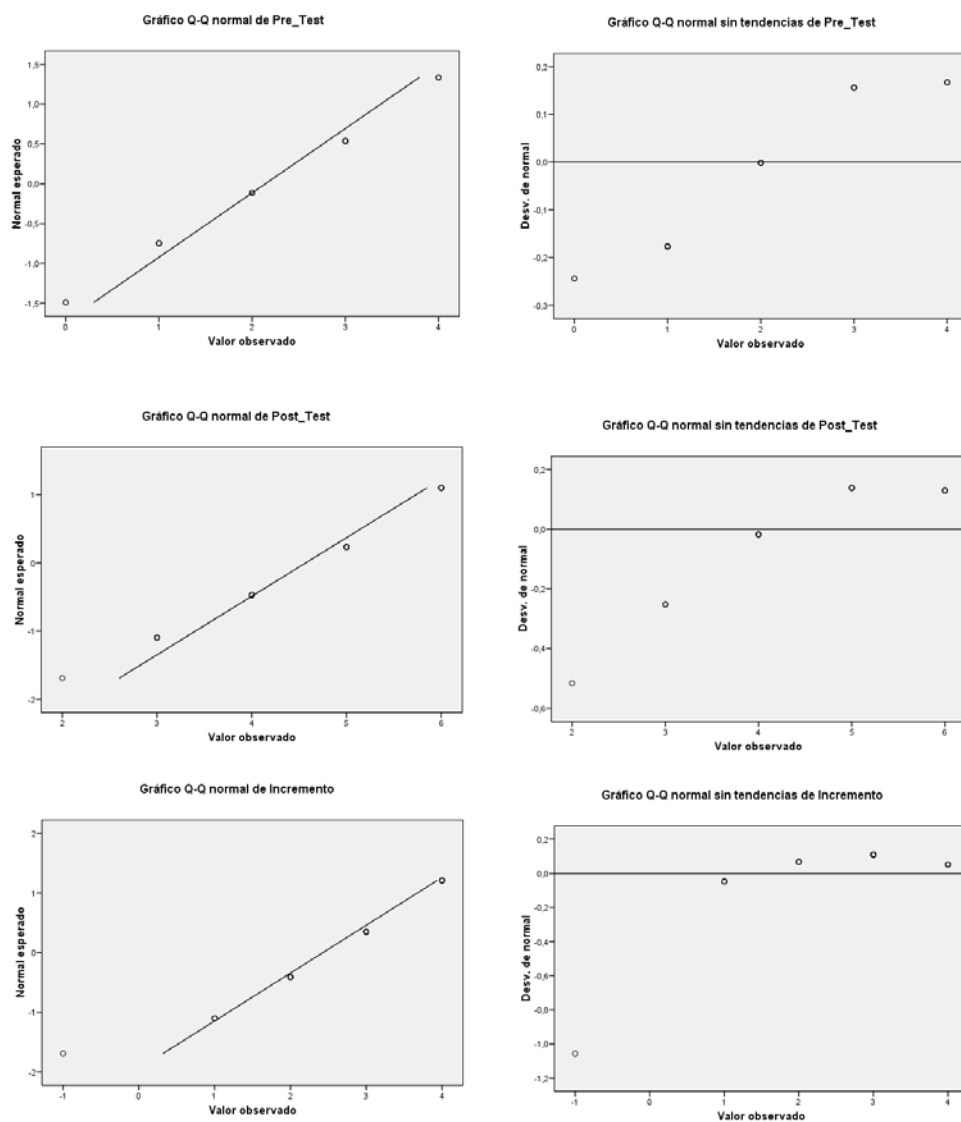 Gráfico Q-Q normal de Pre_Test
Normal esperado
1,5
1,0
0,5
0,0
-0,5
-1,0
-1,5
0 1 2 3 4
Valor observado
Gráfico Q-Q normal sin tendencias de Pre_Test
Desv. de normal
0,2
0,1
0,0
-0,1
-0,2
-0,3
0 1 2 3 4
Valor observado
Gráfico Q-Q normal de Post_Test
Normal esperado
1
0
-1
-2
2 3 4 5 6
Valor observado
Gráfico Q-Q normal sin tendencias de Post_Test
Desv. de normal
0,2
0,0
-0,2
-0,4
-0,6
2 3 4 5 6
Valor observado
Gráfico Q-Q normal de Incremento
Normal esperado
2
1
0
-1
-2
-1 0 1 2 3 4
Valor observado
Gráfico Q-Q normal sin tendencias de Incremento
Desv. de normal
0,2
0,0
-0,2
-0,4
-0,6
-0,8
-1,0
-1,2
-1 0 1 2 3 4
Valor observado